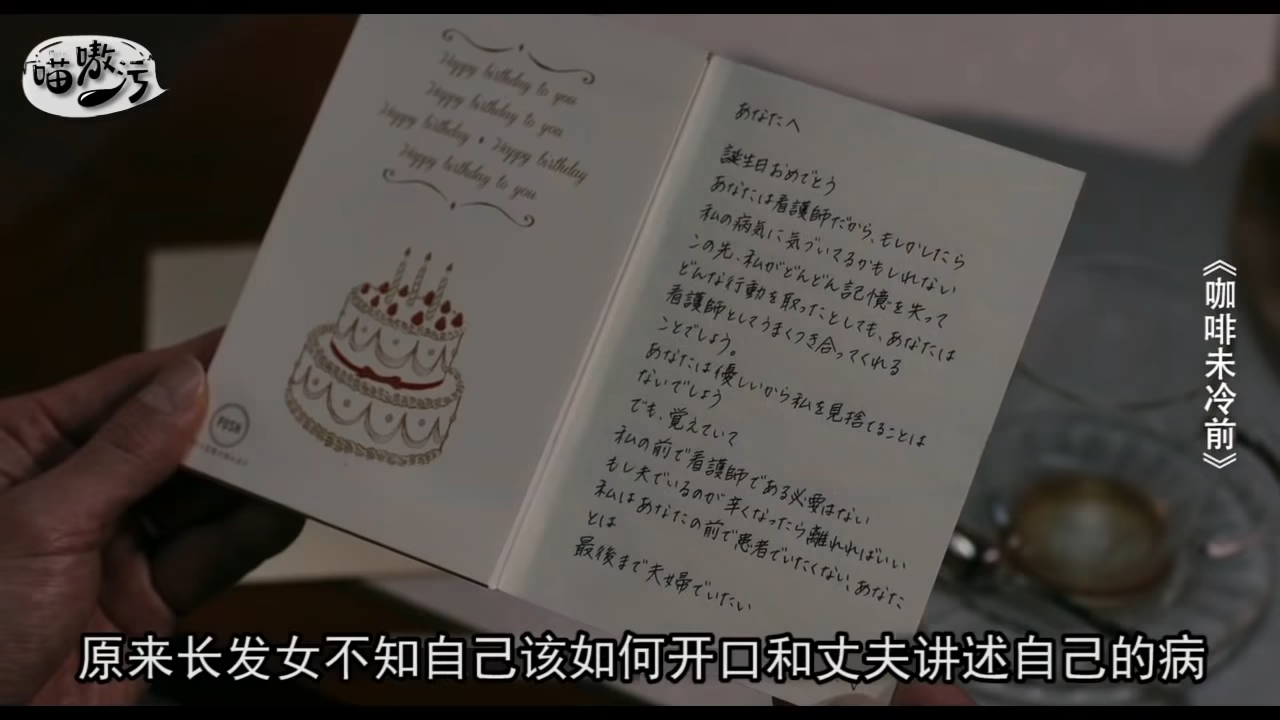 喵嗷污
Happy birthday to you
Happy birthday to you
Happy birthday • Happy birthday
Happy birthday to you
PUSH
あなたへ
誕生日おめでとう
あなたは看護師だから、もしかしたら
私の病気に気づいてるかもしれない
この先、私がどんどん記憶を失って
どんな行動を取ったとしても、あなたは
看護師としてうまくつき合ってくれる
ことでしょう。
あなたは優しいから私を見捨てることは
ないでしょう
でも、覚えていて
私の前で看護師である必要はない
もし夫でいるのが辛くなったら離れればいい
私はあなたの前で患者でいたくない、あなた
とは
最後まで夫婦でいたい
《咖啡未冷前》
原来长发女不知自己该如何开口和丈夫讲述自己的病